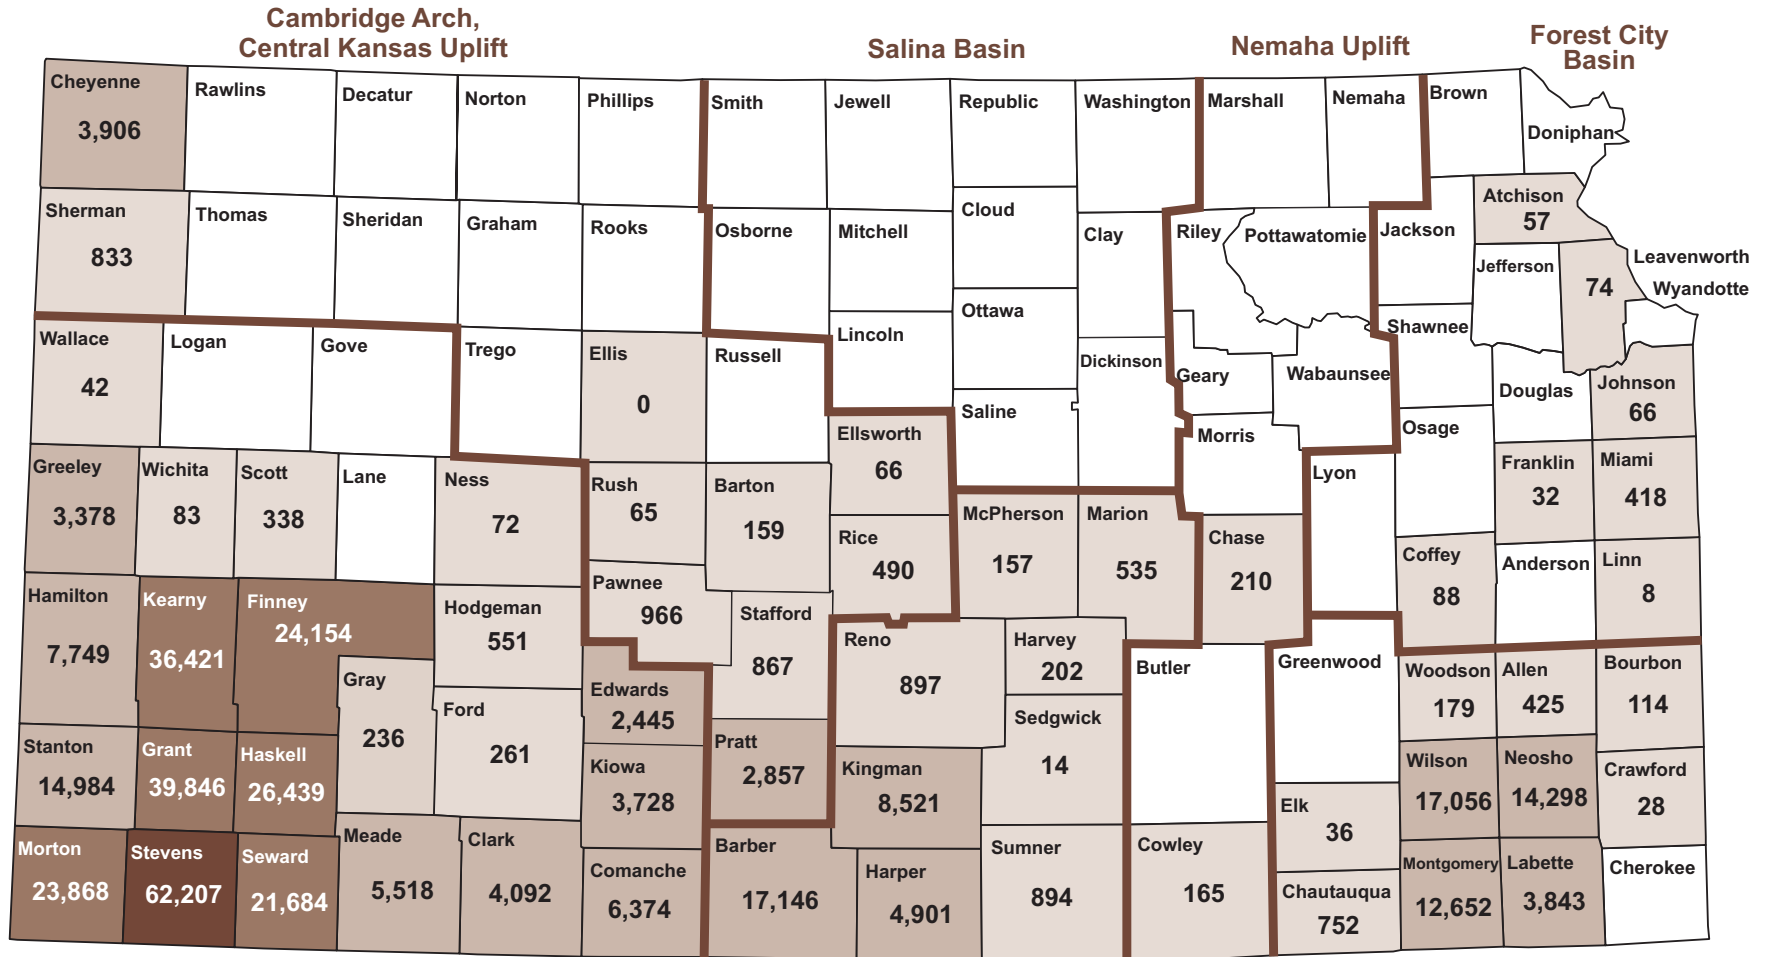 Cambridge Arch,
Central Kansas Uplift
Salina Basin
Nemaha Uplift
Forest City
Basin
Cheyenne
3,906
Rawlins
Decatur
Norton
Phillips
Smith
Jewell
Republic
Washington
Marshall
Nemaha
Brown
Doniphan
Sherman
833
Thomas
Sheridan
Graham
Rooks
Osborne
Mitchell
Cloud
Clay
Riley
Pottawatomie
Jackson
Atchison
57
Jefferson
Leavenworth
74
Wyandotte
Wallace
42
Logan
Gove
Trego
Ellis
0
Russell
Lincoln
Ottawa
Dickinson
Saline
Geary
Wabaunsee
Shawnee
Douglas
Johnson
66
Ellsworth
66
Morris
Osage
Greeley
3,378
Wichita
83
Scott
338
Lane
Ness
72
Rush
65
Barton
159
Rice
490
McPherson
157
Marion
535
Chase
210
Lyon
Franklin
32
Miami
418
Coffey
88
Anderson
Linn
8
Hamilton
7,749
Kearny
36,421
Finney
24,154
Hodgeman
551
Pawnee
966
Stafford
867
Reno
897
Harvey
202
Butler
Greenwood
Woodson
179
Allen
425
Bourbon
114
Gray
236
Ford
261
Edwards
2,445
Sedgwick
14
Stanton
14,984
Grant
39,846
Haskell
26,439
Kiowa
3,728
Pratt
2,857
Kingman
8,521
Elk
36
Wilson
17,056
Neosho
14,298
Crawford
28
Morton
23,868
Stevens
62,207
Seward
21,684
Meade
5,518
Clark
4,092
Comanche
6,374
Barber
17,146
Harper
4,901
Sumner
894
Cowley
165
Chautauqua
752
Montgomery
12,652
Labette
3,843
Cherokee